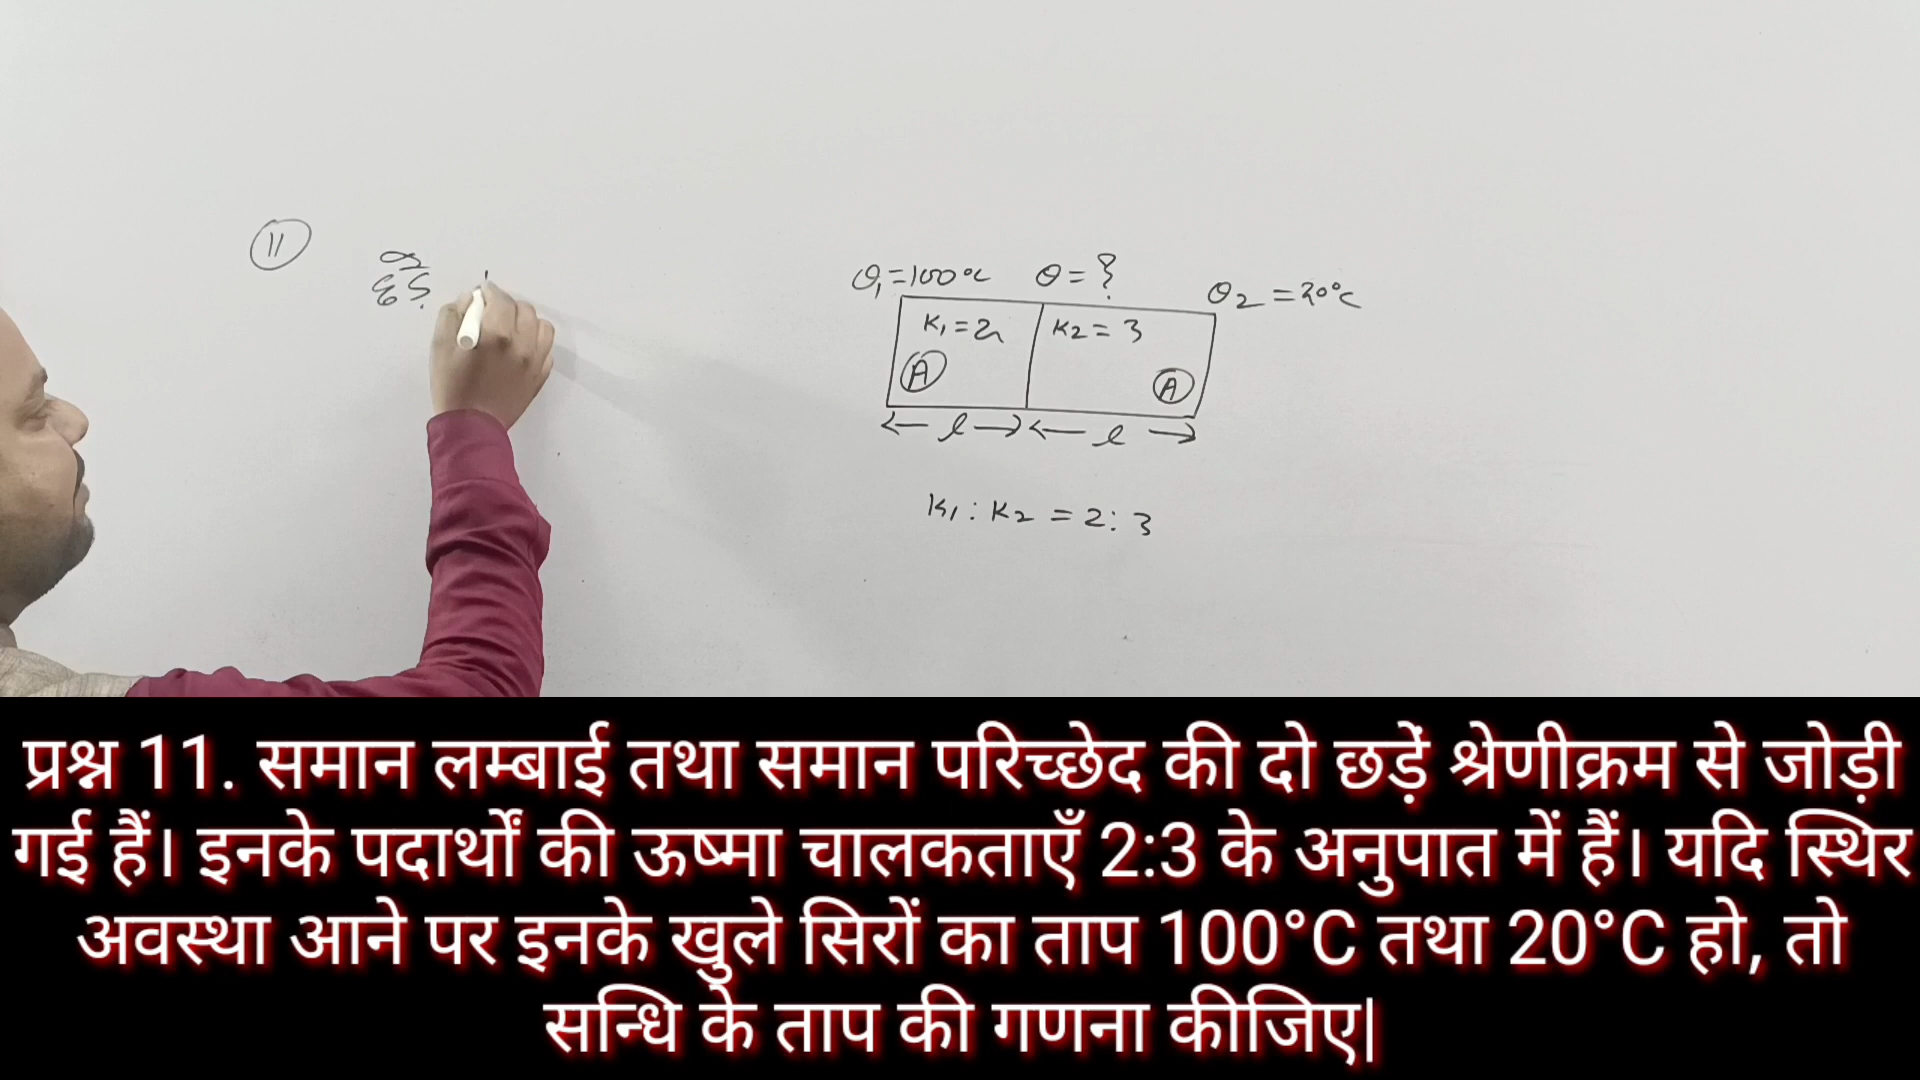 11
θ₁=100°C θ=? θ₂=20°C
K₁=2 K₂=3
A A
l l
K₁:K₂=2:3
प्रश्न 11. समान लम्बाई तथा समान परिच्छेद की दो छड़ें श्रेणीक्रम से जोड़ी
गई हैं। इनके पदार्थों की ऊष्मा चालकताएँ 2:3 के अनुपात में हैं। यदि स्थिर
अवस्था आने पर इनके खुले सिरों का ताप 100°C तथा 20°C हो, तो
सन्धि के ताप की गणना कीजिए|